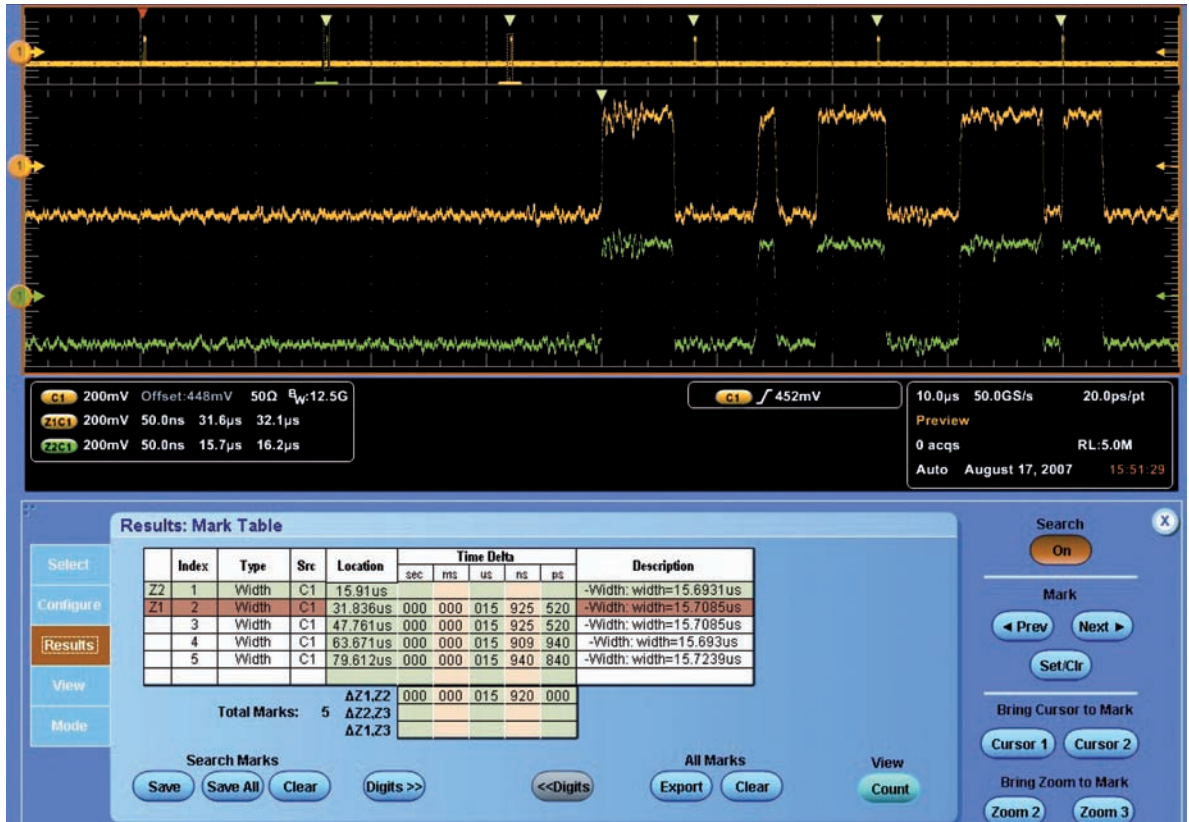 1
1
1
C1 200mV Offset:448mV 50Ω BW:12.5G
Z1C1 200mV 50.0ns 31.6µs 32.1µs
Z2C1 200mV 50.0ns 15.7µs 16.2µs
C1 452mV
10.0µs 50.0GS/s 20.0ps/pt
Preview
0 acqs RL:5.0M
Auto August 17, 2007 15:51:29
Select
Configure
Results
View
Mode
Results: Mark Table
Index Type Src Location Time Delta Description
sec ms us ns ps
Z2 1 Width C1 15.91us -Width: width=15.6931us
Z1 2 Width C1 31.836us 000 000 015 925 520 -Width: width=15.7085us
3 Width C1 47.761us 000 000 015 925 520 -Width: width=15.7085us
4 Width C1 63.671us 000 000 015 909 940 -Width: width=15.693us
5 Width C1 79.612us 000 000 015 940 840 -Width: width=15.7239us
ΔZ1,Z2 000 000 015 920 000
Total Marks: 5 ΔZ2,Z3
ΔZ1,Z3
Search Marks
Save Save All Clear
Digits >>
<<Digits
All Marks
Export Clear
View
Count
X
Search
On
Mark
◄ Prev Next ►
Set/Clr
Bring Cursor to Mark
Cursor 1 Cursor 2
Bring Zoom to Mark
Zoom 2 Zoom 3